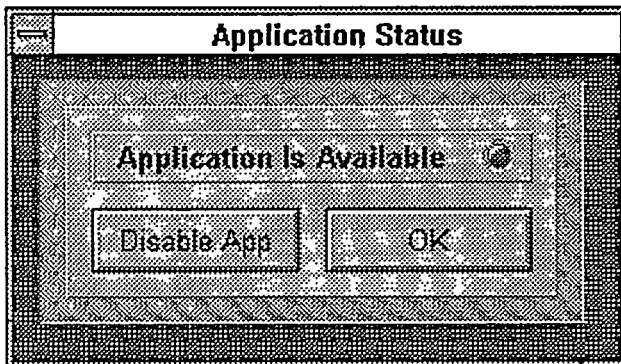 Application Status
Application Is Available
Disable App
OK